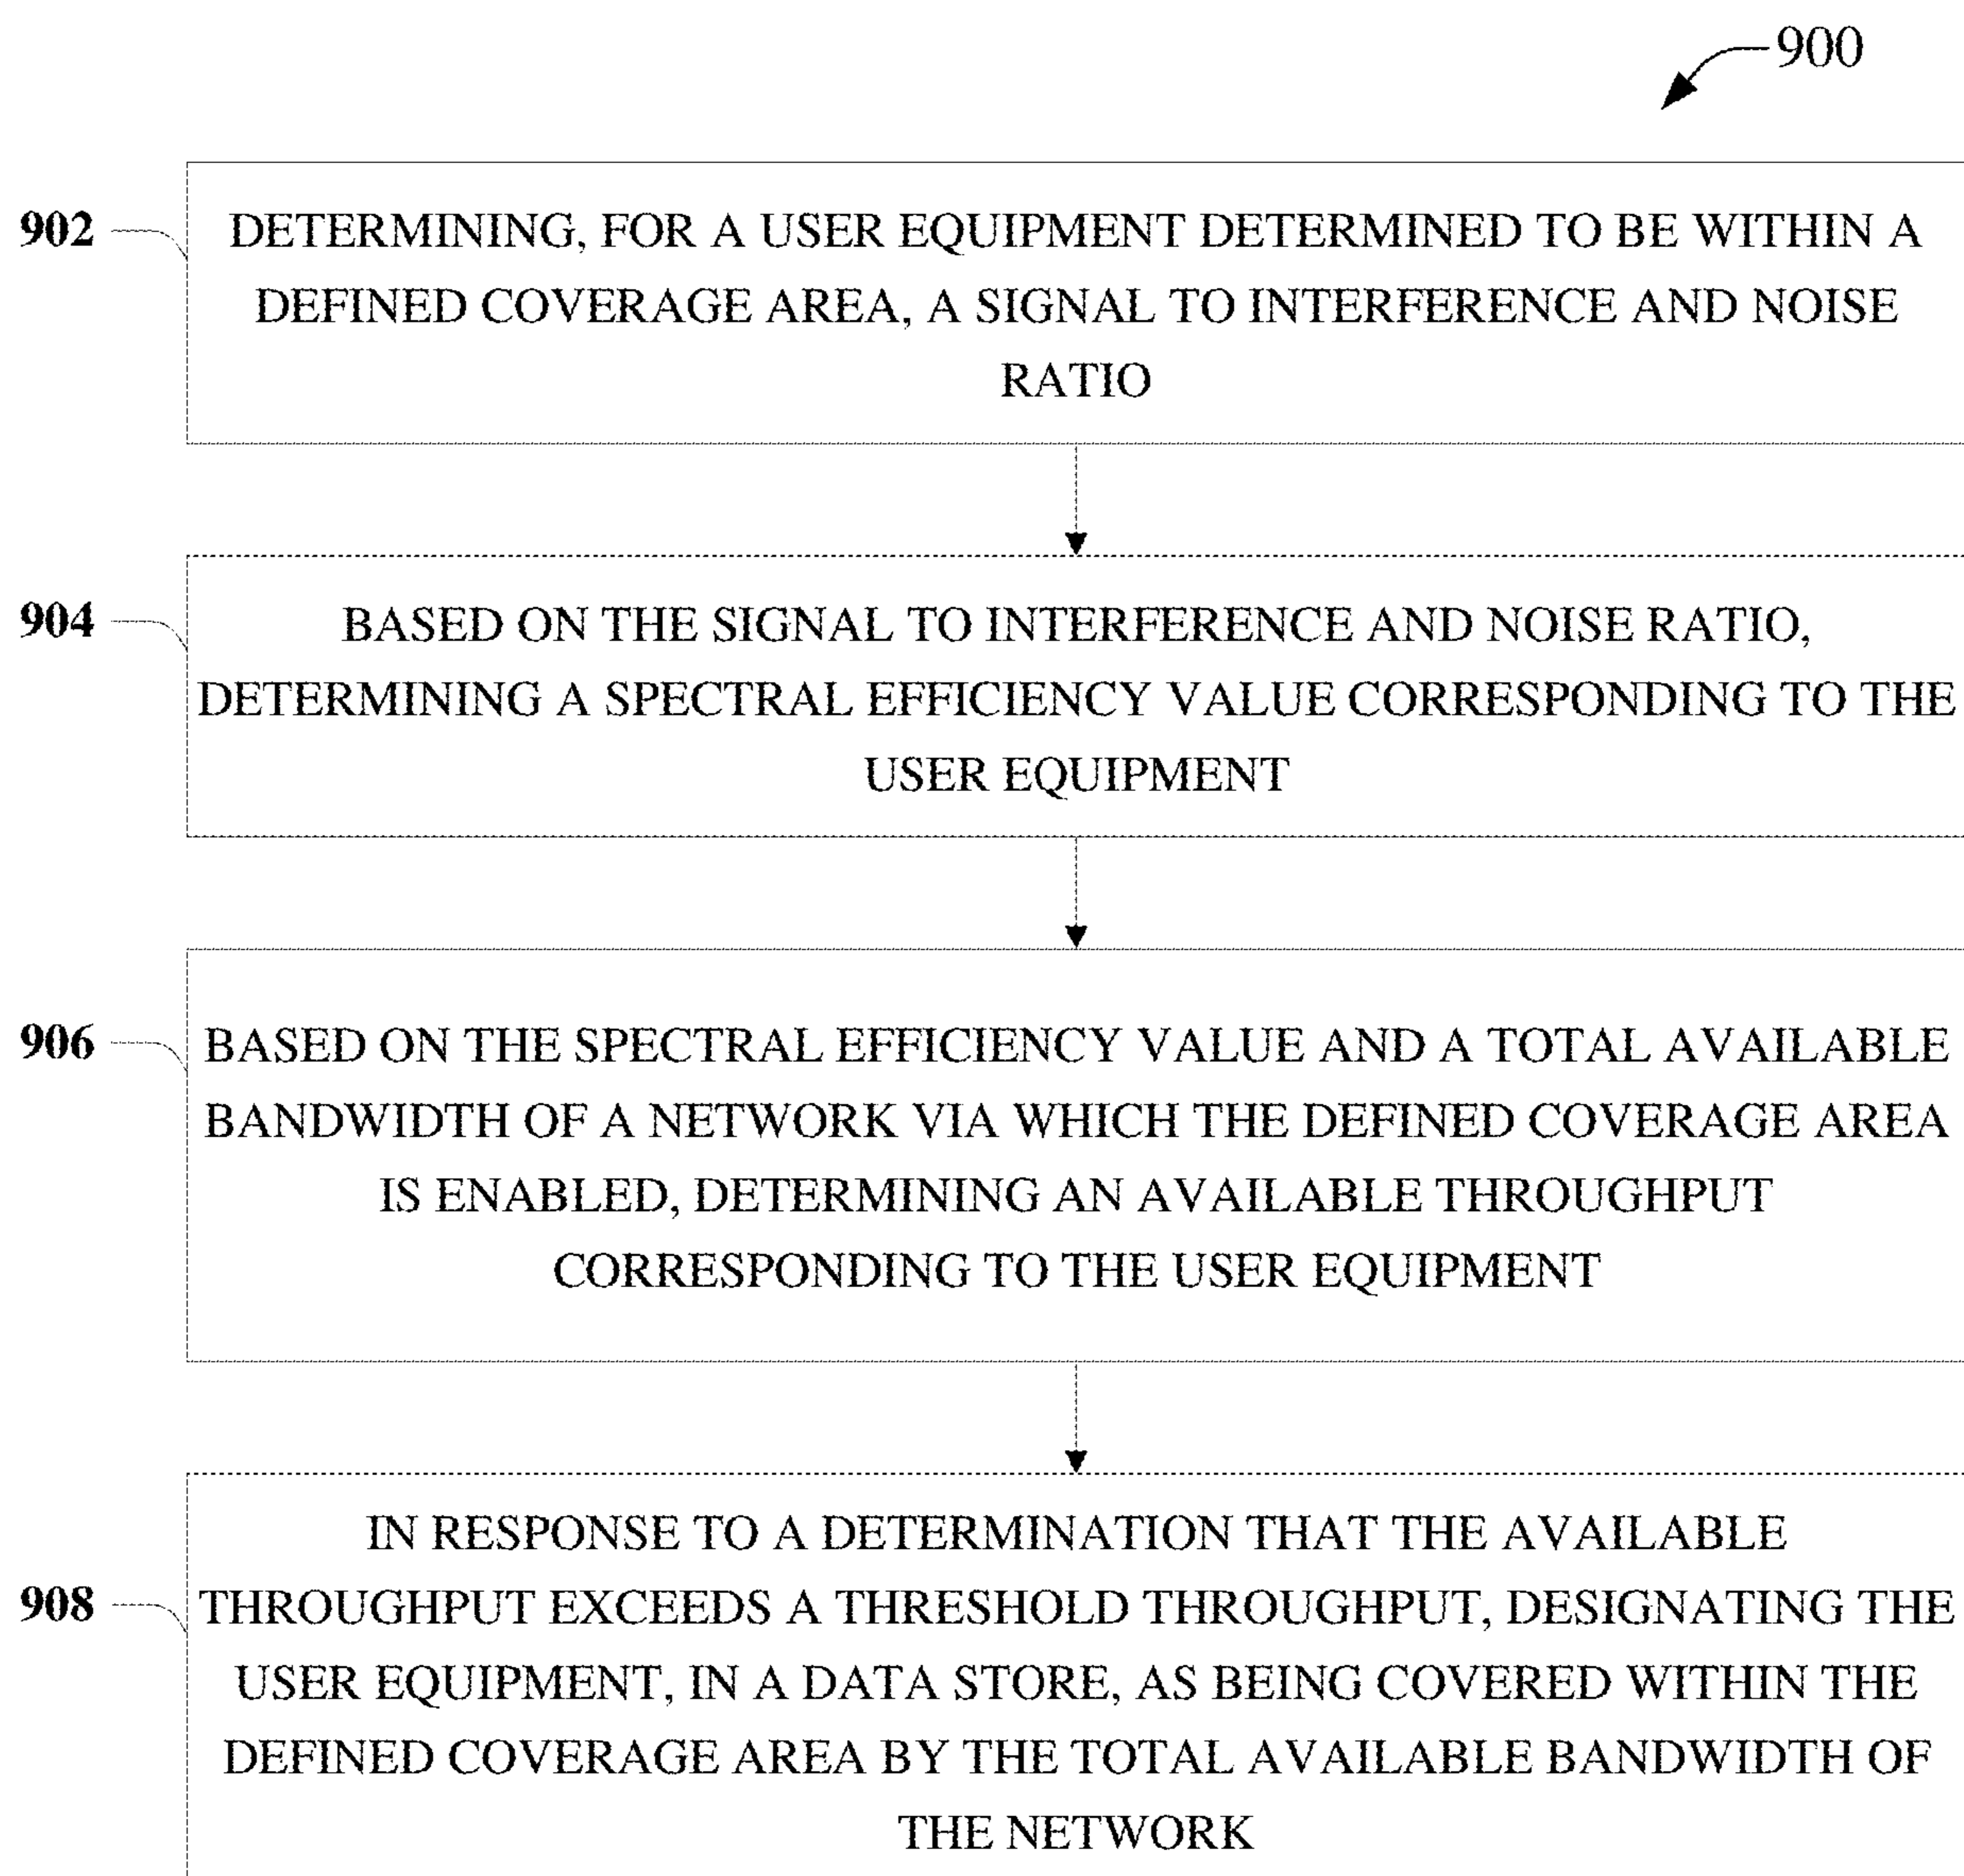 900
902
DETERMINING, FOR A USER EQUIPMENT DETERMINED TO BE WITHIN A
DEFINED COVERAGE AREA, A SIGNAL TO INTERFERENCE AND NOISE
RATIO
904
BASED ON THE SIGNAL TO INTERFERENCE AND NOISE RATIO,
DETERMINING A SPECTRAL EFFICIENCY VALUE CORRESPONDING TO THE
USER EQUIPMENT
906
BASED ON THE SPECTRAL EFFICIENCY VALUE AND A TOTAL AVAILABLE
BANDWIDTH OF A NETWORK VIA WHICH THE DEFINED COVERAGE AREA
IS ENABLED, DETERMINING AN AVAILABLE THROUGHPUT
CORRESPONDING TO THE USER EQUIPMENT
908
IN RESPONSE TO A DETERMINATION THAT THE AVAILABLE
THROUGHPUT EXCEEDS A THRESHOLD THROUGHPUT, DESIGNATING THE
USER EQUIPMENT, IN A DATA STORE, AS BEING COVERED WITHIN THE
DEFINED COVERAGE AREA BY THE TOTAL AVAILABLE BANDWIDTH OF
THE NETWORK